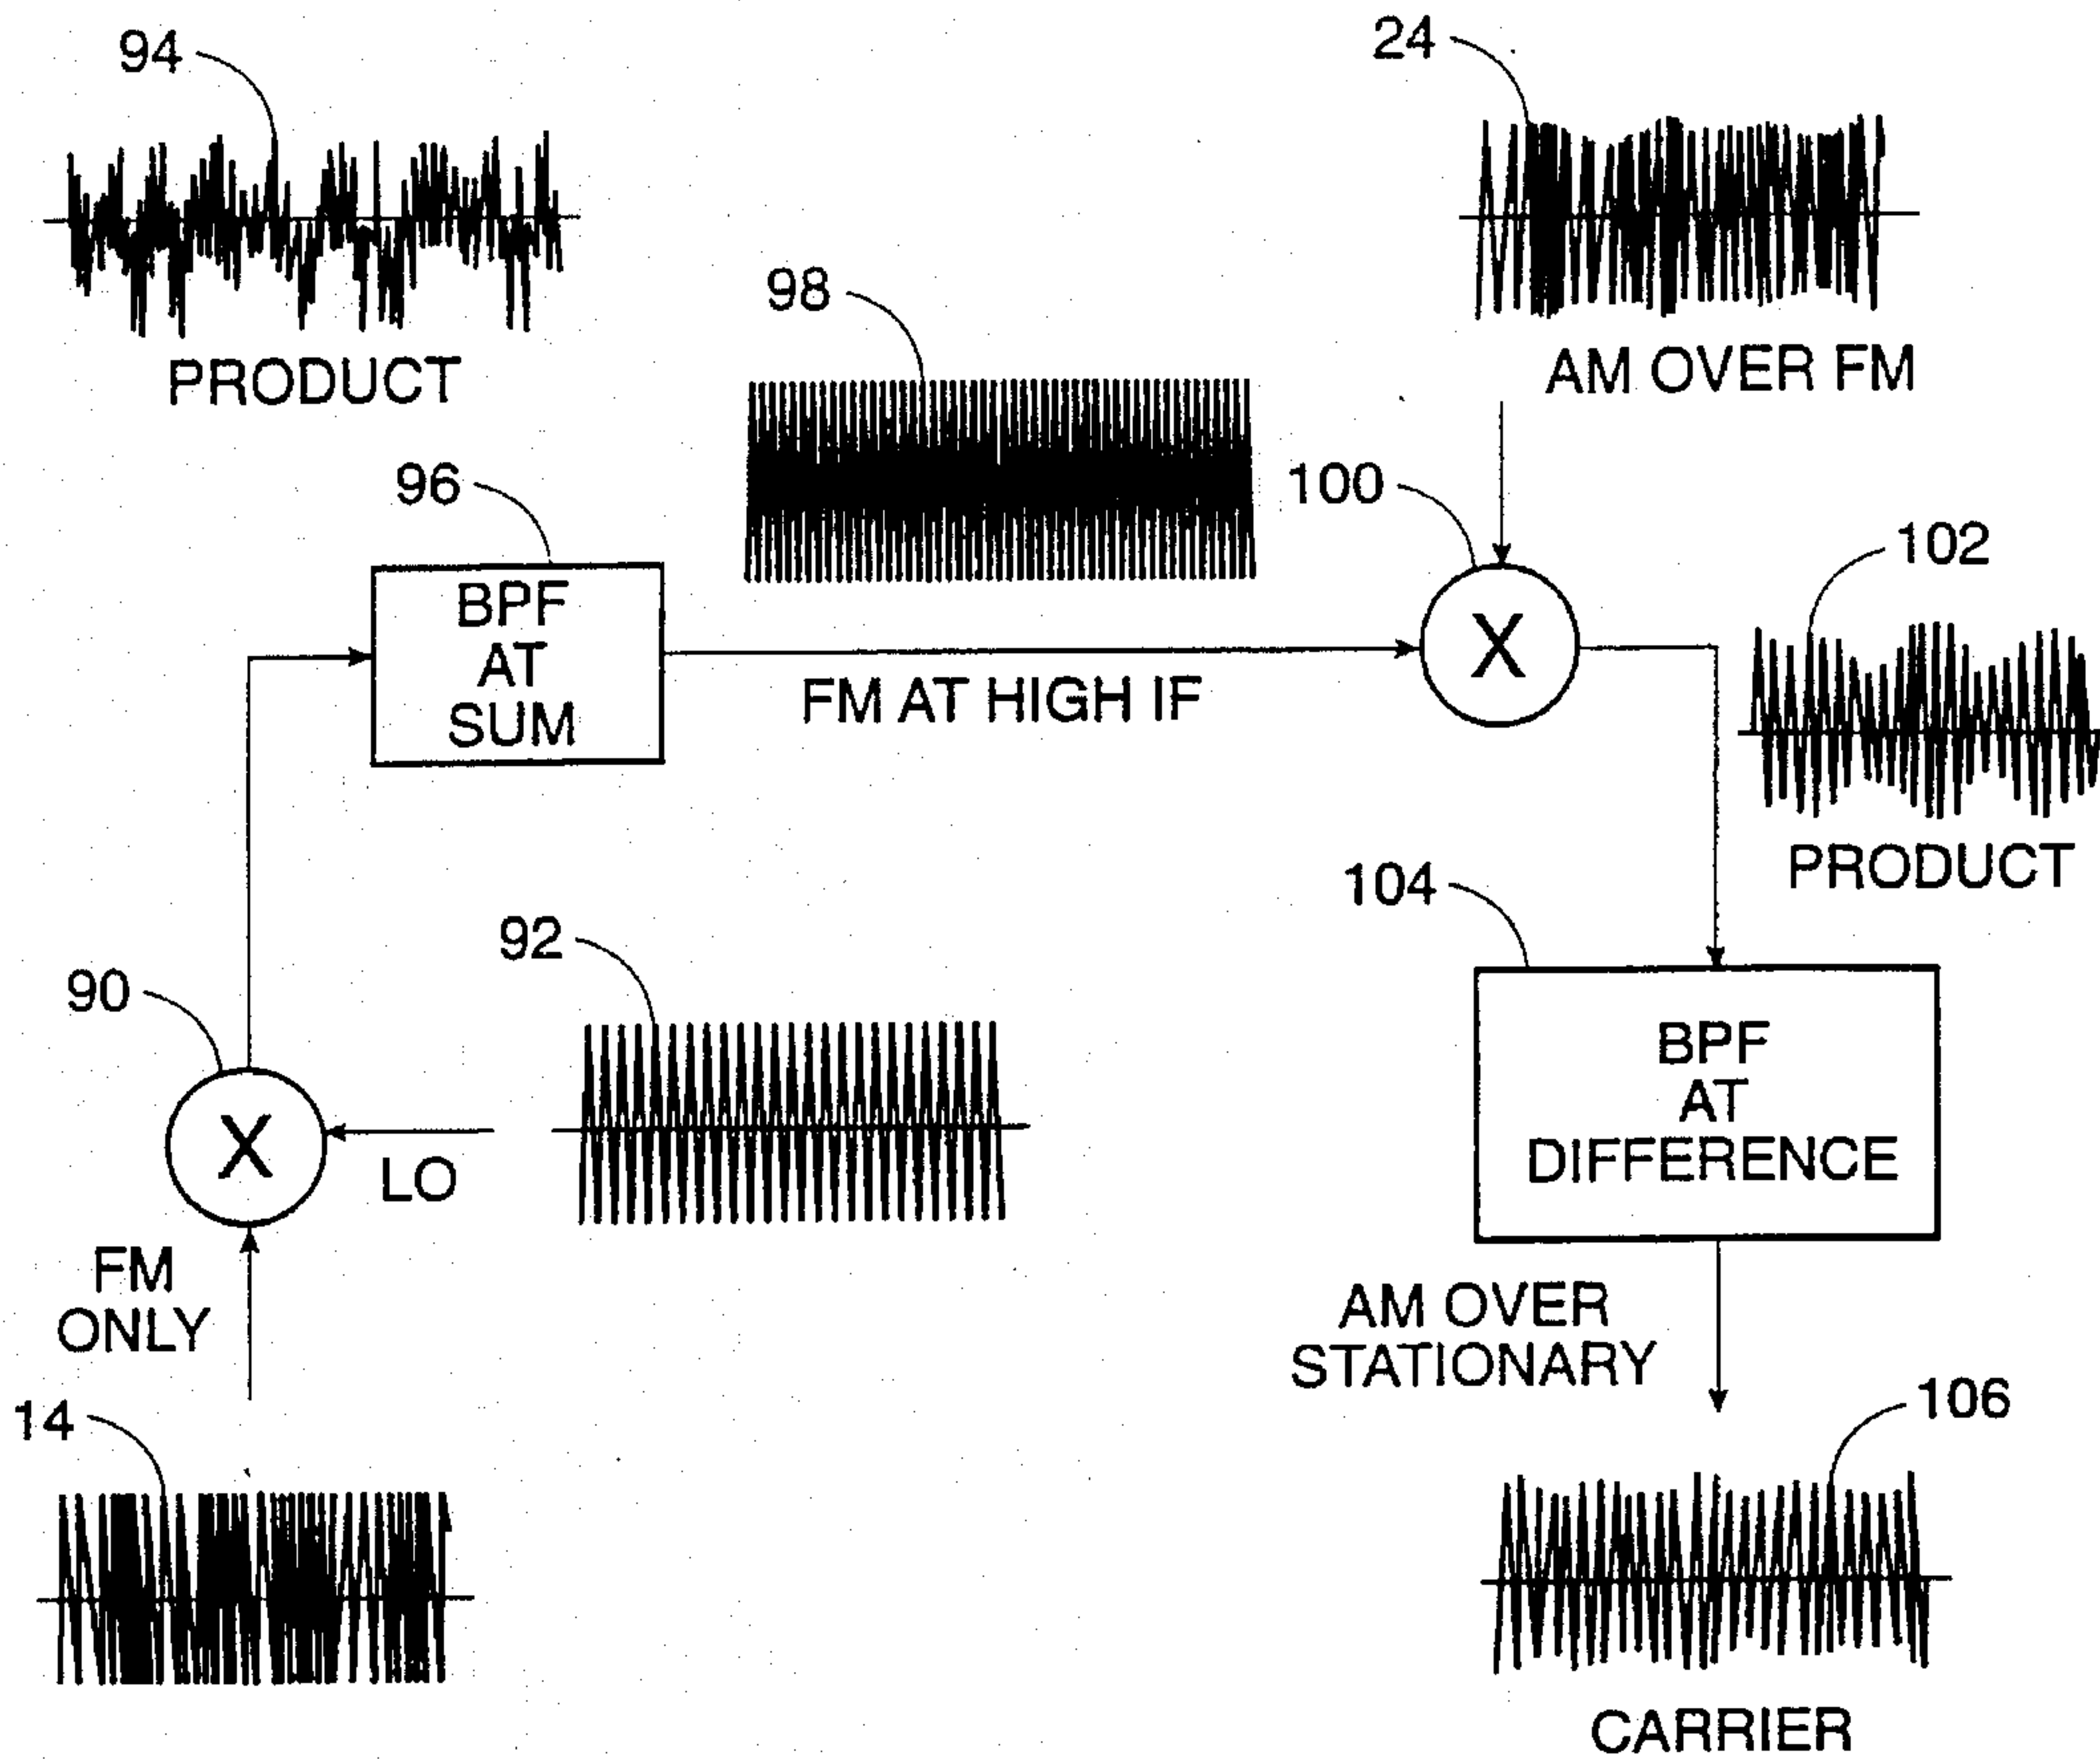 94
PRODUCT
24
AM OVER FM
98
96
BPF
AT
SUM
FM AT HIGH IF
100
X
102
PRODUCT
104
BPF
AT
DIFFERENCE
90
X
LO
92
FM
ONLY
14
AM OVER
STATIONARY
106
CARRIER